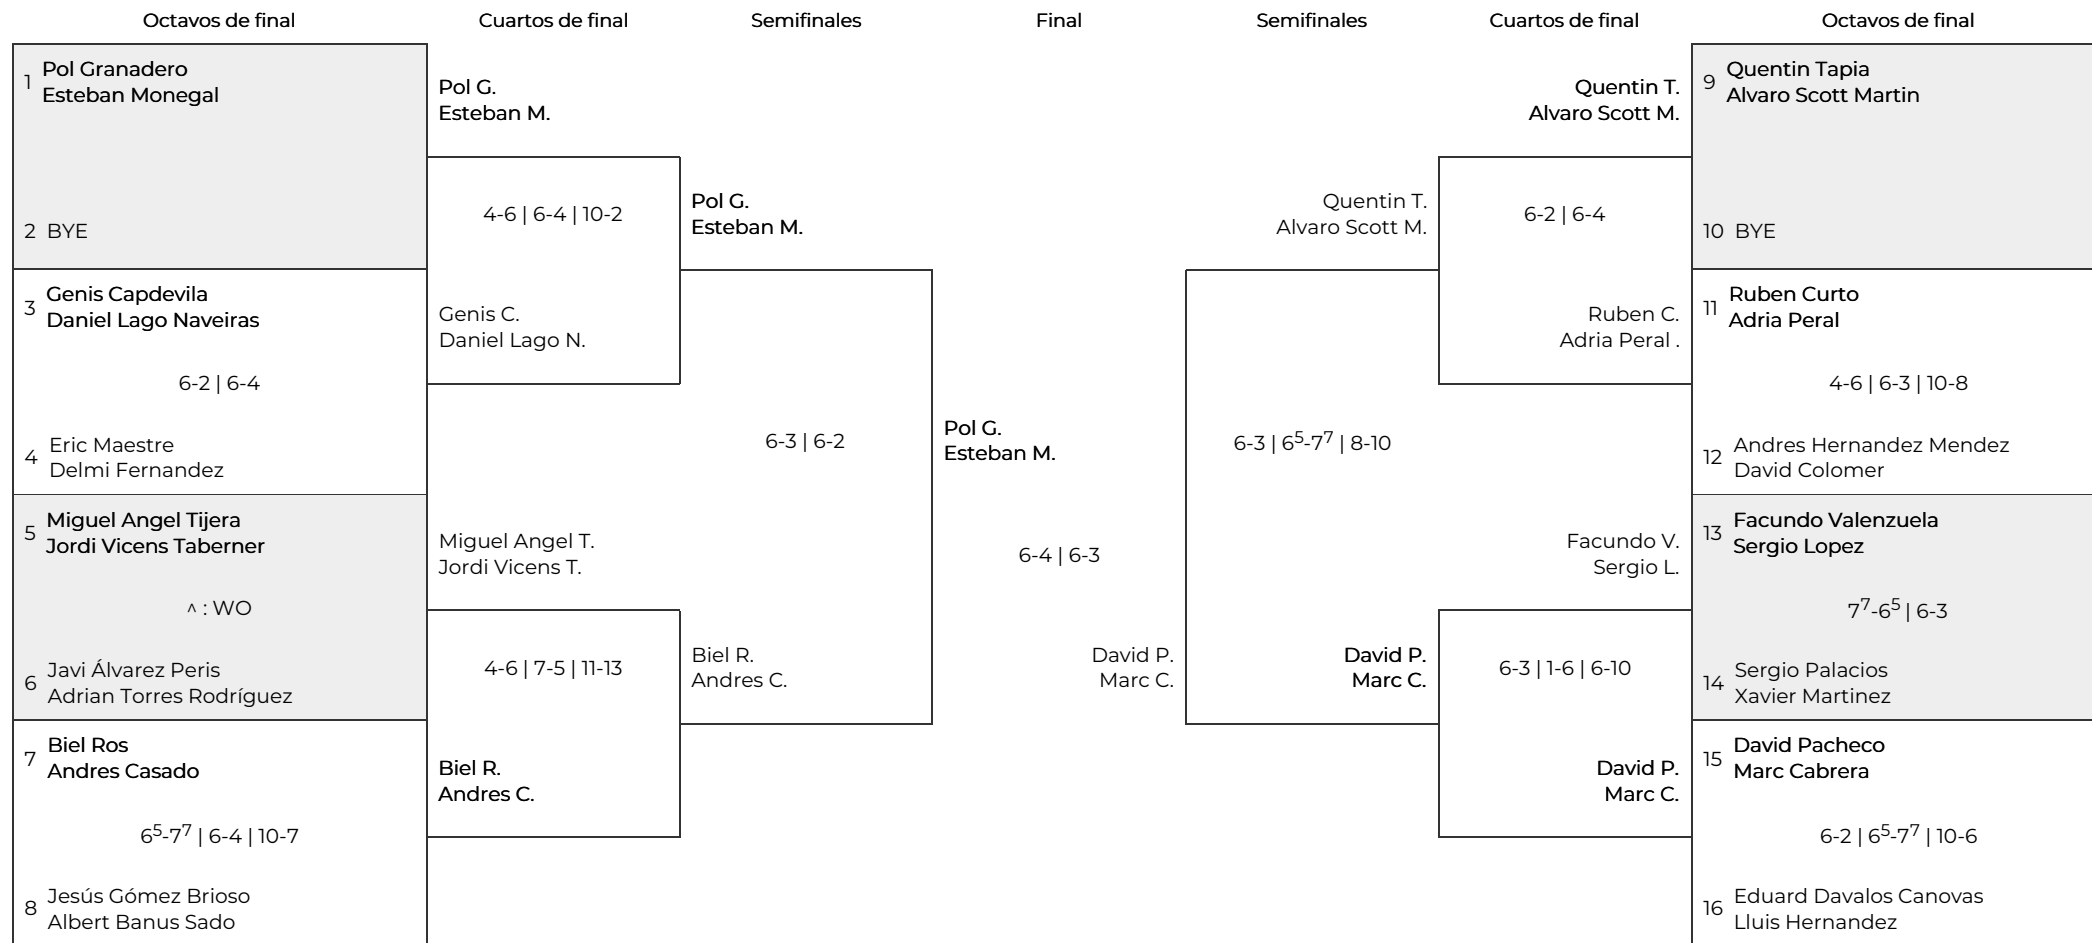 Octavos de final
Cuartos de final
Semifinales
Final
Semifinales
Cuartos de final
Octavos de final
1 Pol Granadero
Esteban Monegal
2 BYE
3 Genis Capdevila
Daniel Lago Naveiras
6-2 | 6-4
4 Eric Maestre
Delmi Fernandez
5 Miguel Angel Tijera
Jordi Vicens Taberner
^ : WO
6 Javi Álvarez Peris
Adrian Torres Rodríguez
7 Biel Ros
Andres Casado
6⁵-7⁷ | 6-4 | 10-7
8 Jesús Gómez Brioso
Albert Banus Sado
Pol G.
Esteban M.
4-6 | 6-4 | 10-2
Genis C.
Daniel Lago N.
Miguel Angel T.
Jordi Vicens T.
4-6 | 7-5 | 11-13
Biel R.
Andres C.
Pol G.
Esteban M.
6-3 | 6-2
Biel R.
Andres C.
Pol G.
Esteban M.
6-4 | 6-3
David P.
Marc C.
Quentin T.
Alvaro Scott M.
6-3 | 6⁵-7⁷ | 8-10
David P.
Marc C.
Quentin T.
Alvaro Scott M.
6-2 | 6-4
Ruben C.
Adria Peral .
Facundo V.
Sergio L.
6-3 | 1-6 | 6-10
David P.
Marc C.
9 Quentin Tapia
Alvaro Scott Martin
10 BYE
11 Ruben Curto
Adria Peral
4-6 | 6-3 | 10-8
12 Andres Hernandez Mendez
David Colomer
13 Facundo Valenzuela
Sergio Lopez
7⁷-6⁵ | 6-3
14 Sergio Palacios
Xavier Martinez
15 David Pacheco
Marc Cabrera
6-2 | 6⁵-7⁷ | 10-6
16 Eduard Davalos Canovas
Lluis Hernandez